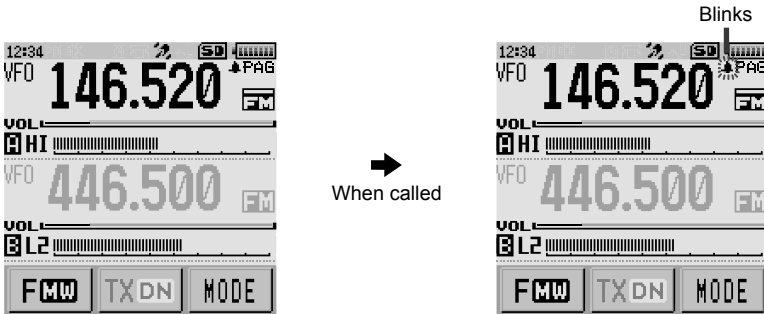 Blinks
12:34 SD
VFO 146.520 PAG
FM
VOL
A HI
VFO 446.500 FM
VOL
B L2
F MW TX DN MODE
When called
12:34 SD
VFO 146.520 PAG
FM
VOL
A HI
VFO 446.500 FM
VOL
B L2
F MW TX DN MODE